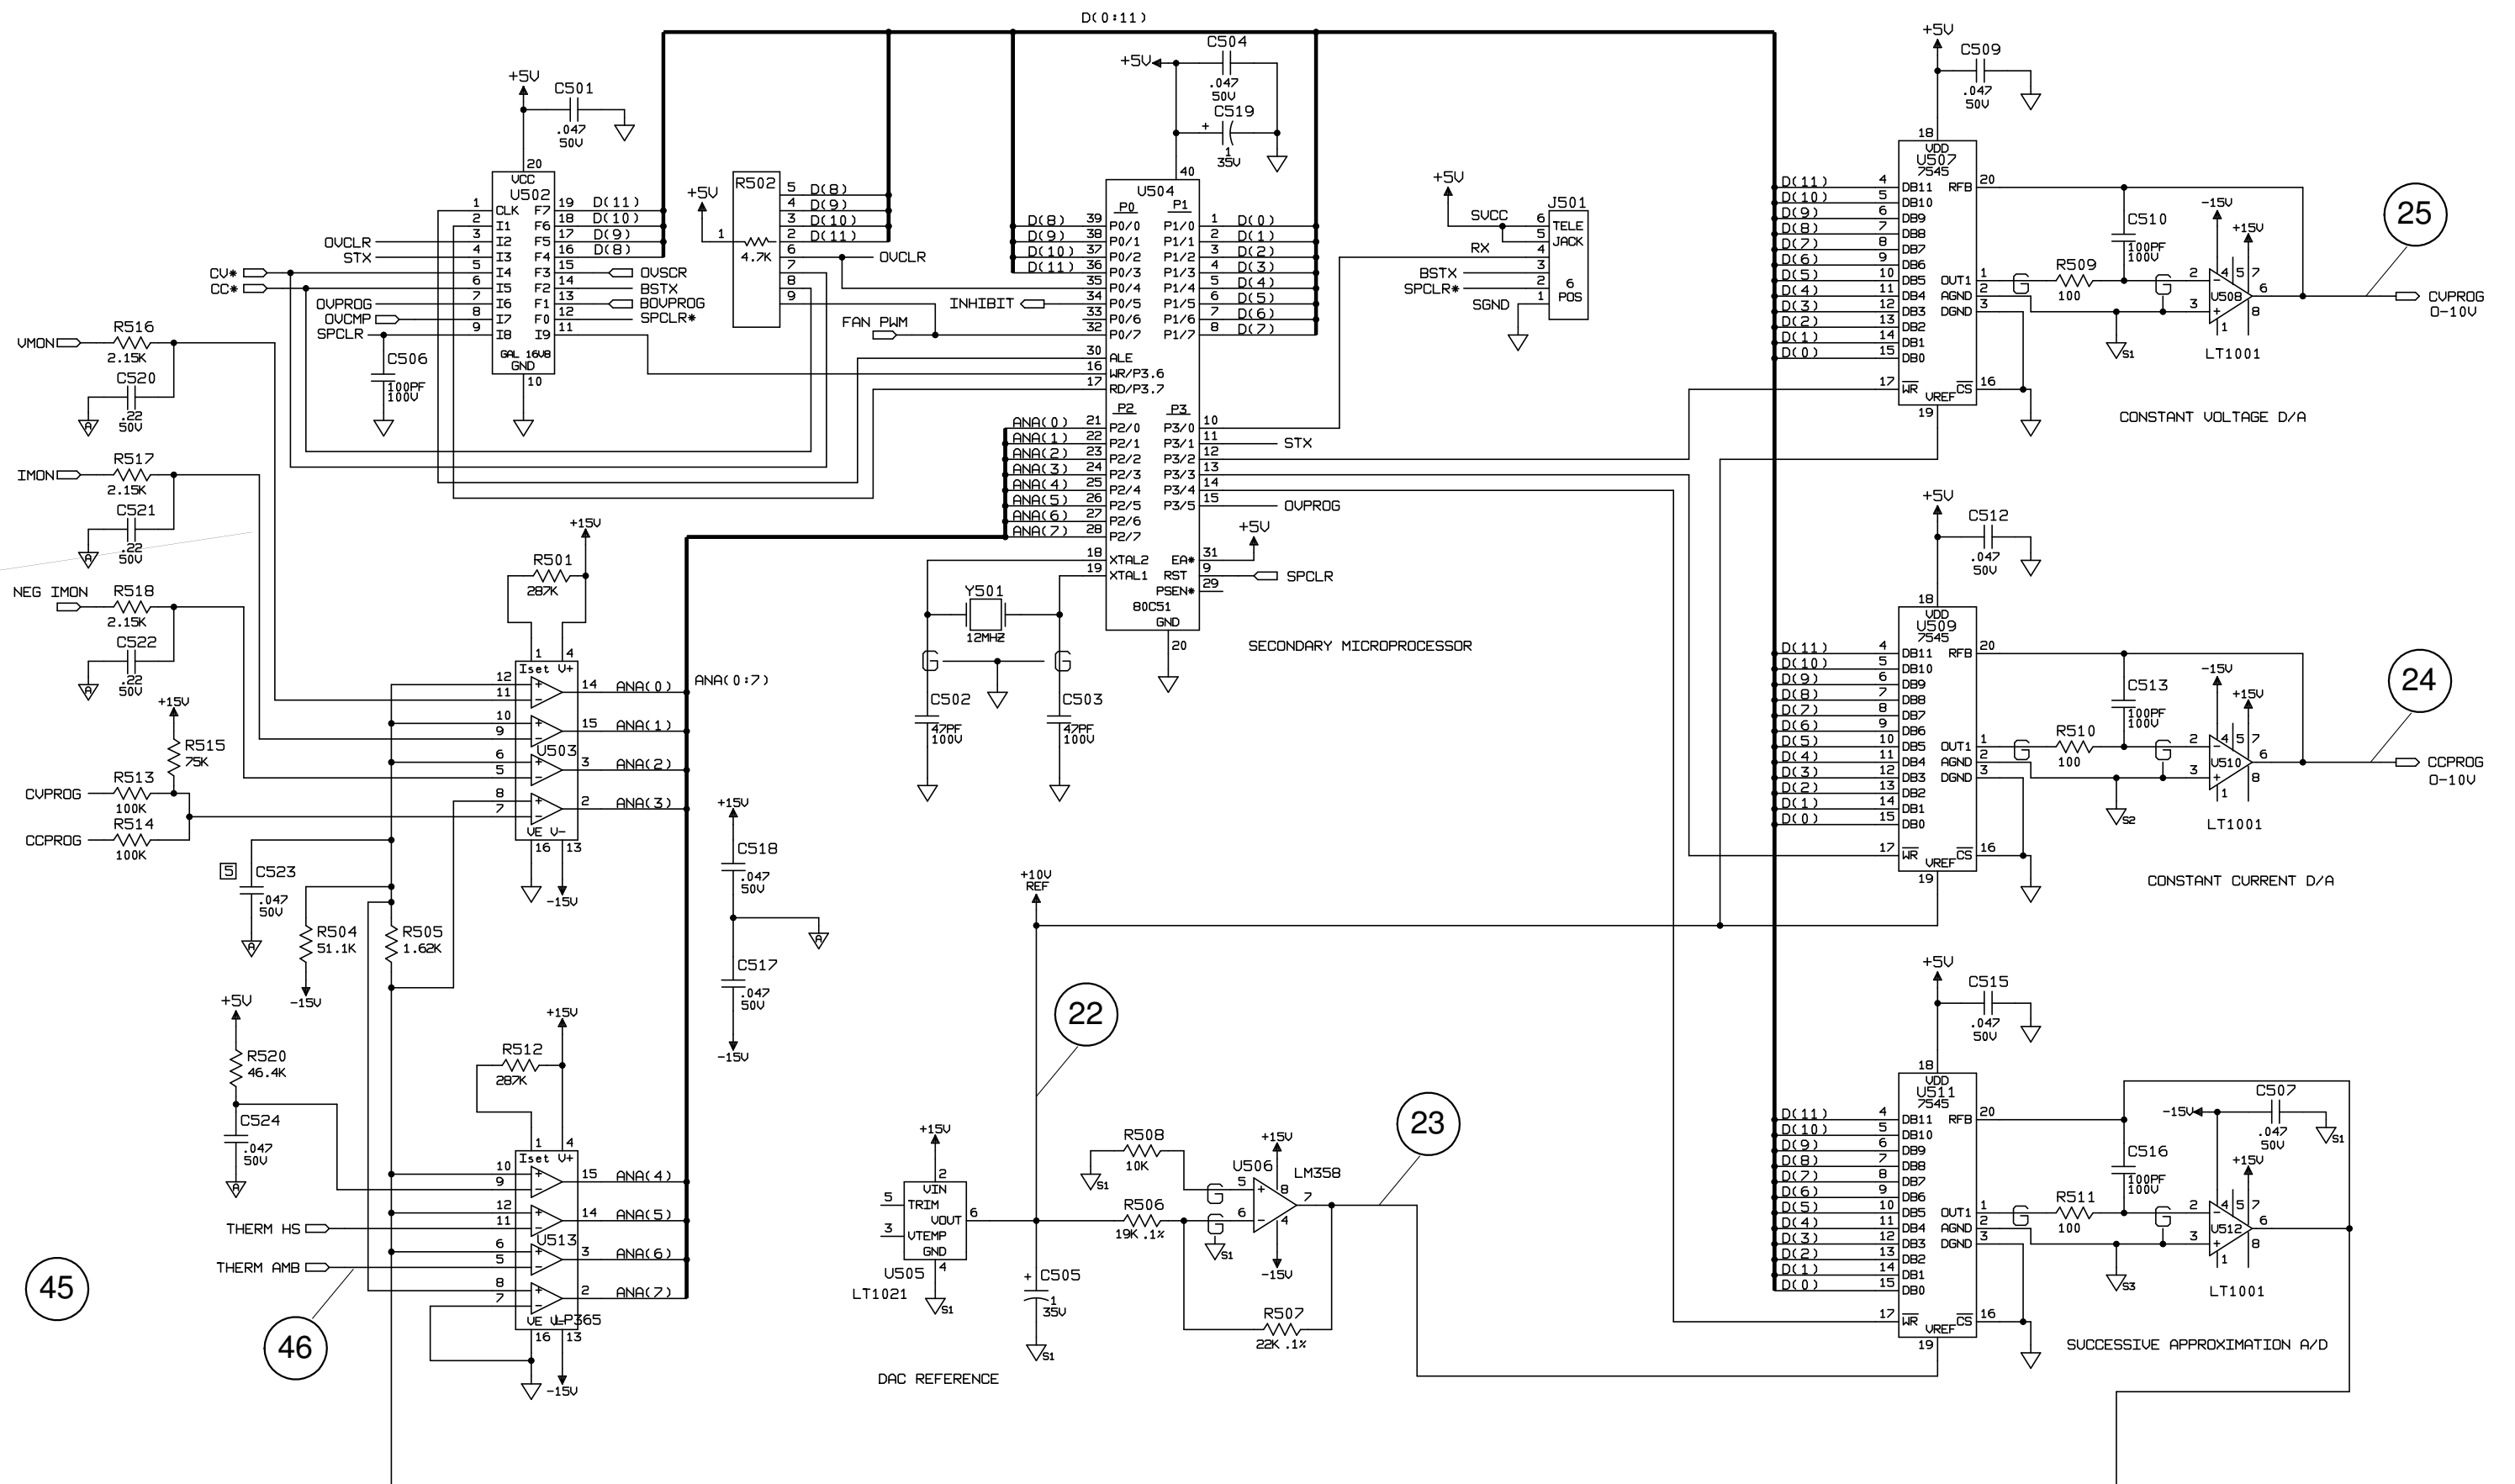 D(0:11)
+5V
C501
.047
50V
20
VCC
U502
1 CLK F7 19 D(11)
2 I1 F6 18 D(10)
OVCLR 3 I2 F5 17 D(9)
STX 4 I3 F4 16 D(8)
CV* 5 I4 F3 15 OVSCR
CC* 6 I5 F2 14 BSTX
OVPROG 7 I6 F1 13 BOVPROG
OVCMP 8 I7 F0 12 SPCLR*
SPCLR 9 I8 I9 11
GAL 16V8
GND
10
C506
100PF
100V
+5V
R502
1
4.7K
5 D(8)
4 D(9)
3 D(10)
2 D(11)
6 OVCLR
7
8
9
FAN PWM
INHIBIT
+5V
C504
.047
50V
C519
+
1
35V
40
U504
P0 P1
D(8) 39 P0/0 P1/0 1 D(0)
D(9) 38 P0/1 P1/1 2 D(1)
D(10) 37 P0/2 P1/2 3 D(2)
D(11) 36 P0/3 P1/3 4 D(3)
35 P0/4 P1/4 5 D(4)
34 P0/5 P1/5 6 D(5)
33 P0/6 P1/6 7 D(6)
32 P0/7 P1/7 8 D(7)
30 ALE
16 WR/P3.6
17 RD/P3.7
P2 P3
ANA(0) 21 P2/0 P3/0 10
ANA(1) 22 P2/1 P3/1 11 STX
ANA(2) 23 P2/2 P3/2 12
ANA(3) 24 P2/3 P3/3 13
ANA(4) 25 P2/4 P3/4 14
ANA(5) 26 P2/5 P3/5 15 OVPROG
ANA(6) 27 P2/6
ANA(7) 28 P2/7
+5V
18 XTAL2 EA* 31
19 XTAL1 RST 9 SPCLR
PSEN* 29
80C51
GND
20
SECONDARY MICROPROCESSOR
Y501
12MHZ
G G
C502
47PF
100V
C503
47PF
100V
+5V
J501
5VCC 6 TELE
5 JACK
RX 4
BSTX 3
SPCLR* 2 6
SGND 1 POS
VMON
R516
2.15K
C520
.22
50V
A
IMON
R517
2.15K
C521
.22
50V
A
NEG IMON
R518
2.15K
C522
.22
50V
A
+15V
R515
75K
CVPROG
R513
100K
CCPROG
R514
100K
+15V
R501
287K
1 4
Iset V+
12
11 14 ANA(0)
10
9 15 ANA(1)
U503
6
5 3 ANA(2)
8
7 2 ANA(3)
VE V-
16 13
-15V
ANA(0:7)
5
C523
.047
50V
A
R504
51.1K
-15V
R505
1.62K
+15V
C518
.047
50V
A
C517
.047
50V
-15V
+5V
R520
46.4K
C524
.047
50V
A
+15V
R512
287K
1 4
Iset V+
10
9 15 ANA(4)
12
THERM HS 11 14 ANA(5)
U513
6
THERM AMB 5 3 ANA(6)
8
7 2 ANA(7)
VE V- LP365
16 13
-15V
45
46
+10V
REF
22
+15V
2
VIN
5 TRIM
VOUT 6
3 VTEMP
GND
U505 4
LT1021
S1
+ C505
1
35V
S1
DAC REFERENCE
R508
10K
S1
R506
19K .1%
G
G
S1
U506
+15V
LM358
5 8
7
6 4
-15V
R507
22K .1%
23
+5V
C509
.047
50V
18
VDD
U507
7545
D(11) 4 DB11 RFB 20
D(10) 5 DB10
D(9) 6 DB9
D(8) 7 DB8
D(7) 8 DB7
D(6) 9 DB6
D(5) 10 DB5 OUT1 1
D(4) 11 DB4 AGND 2
D(3) 12 DB3 DGND 3
D(2) 13 DB2
D(1) 14 DB1
D(0) 15 DB0
17 WR CS 16
VREF
19
G
R509
100
C510
100PF
100V
G
-15V
+15V
2 4 5 7
U508 6
3
1 8
LT1001
S1
25
CVPROG
0-10V
CONSTANT VOLTAGE D/A
+5V
C512
.047
50V
18
VDD
U509
7545
D(11) 4 DB11 RFB 20
D(10) 5 DB10
D(9) 6 DB9
D(8) 7 DB8
D(7) 8 DB7
D(6) 9 DB6
D(5) 10 DB5 OUT1 1
D(4) 11 DB4 AGND 2
D(3) 12 DB3 DGND 3
D(2) 13 DB2
D(1) 14 DB1
D(0) 15 DB0
17 WR CS 16
VREF
19
G
R510
100
C513
100PF
100V
G
-15V
+15V
2 4 5 7
U510 6
3
1 8
LT1001
S2
24
CCPROG
0-10V
CONSTANT CURRENT D/A
+5V
C515
.047
50V
18
VDD
U511
7545
D(11) 4 DB11 RFB 20
D(10) 5 DB10
D(9) 6 DB9
D(8) 7 DB8
D(7) 8 DB7
D(6) 9 DB6
D(5) 10 DB5 OUT1 1
D(4) 11 DB4 AGND 2
D(3) 12 DB3 DGND 3
D(2) 13 DB2
D(1) 14 DB1
D(0) 15 DB0
17 WR CS 16
VREF
19
G
R511
100
C516
100PF
100V
G
-15V
C507
.047
50V
S1
+15V
2 4 5 7
U512 6
3
1 8
LT1001
S3
SUCCESSIVE APPROXIMATION A/D